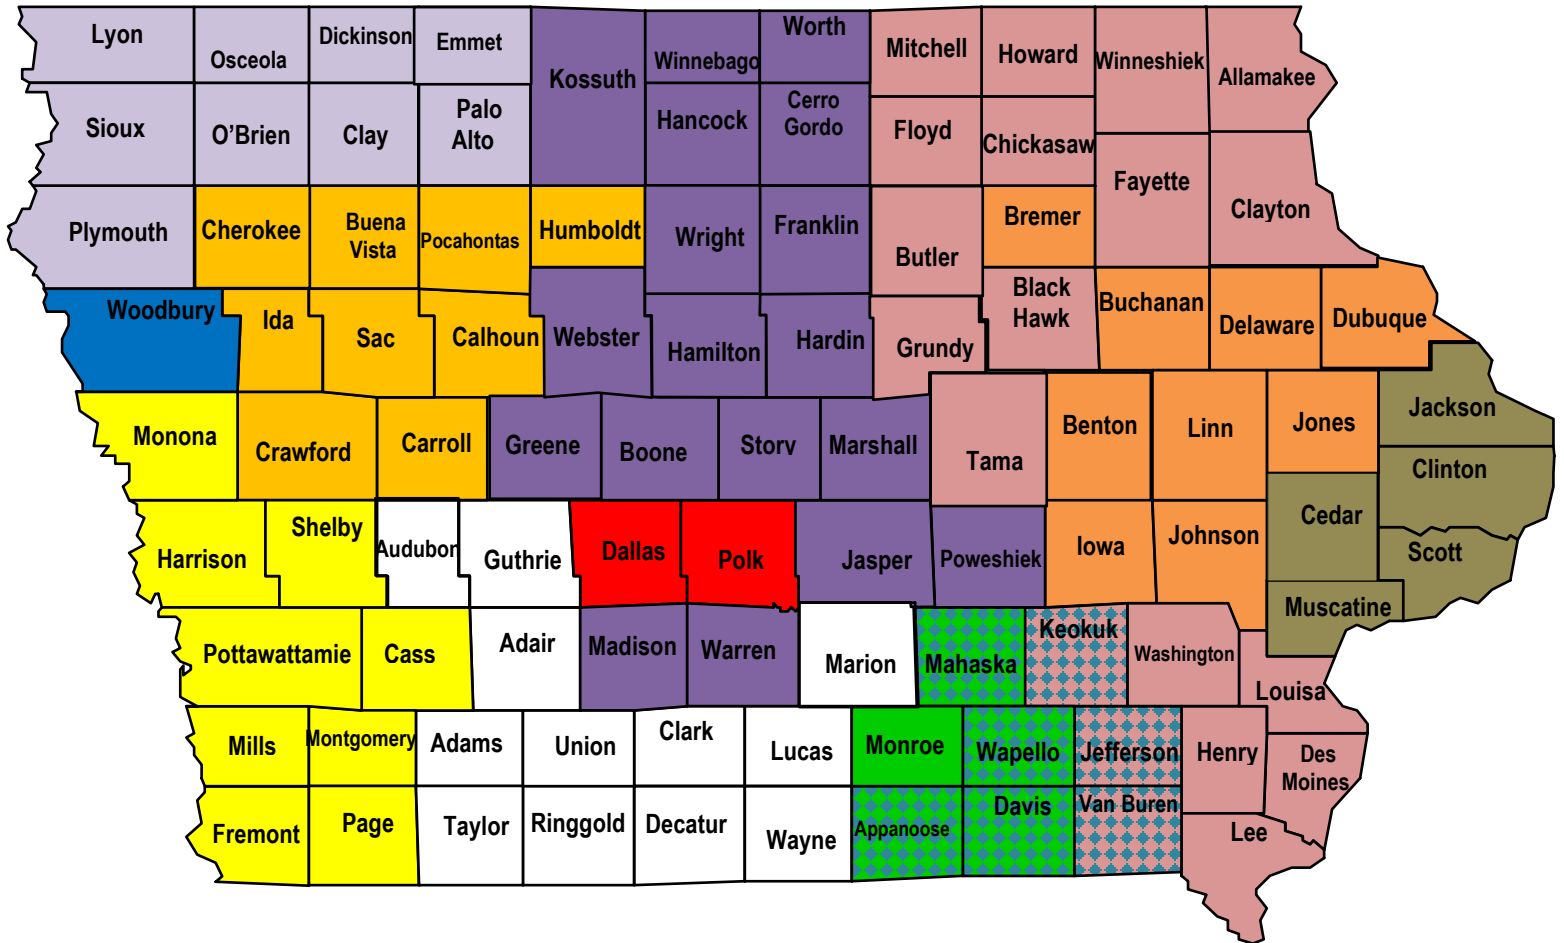 Lyon
Osceola
Dickinson
Emmet
Kossuth
Winnebago
Worth
Mitchell
Howard
Winneshiek
Allamakee
Sioux
O’Brien
Clay
Palo
Alto
Hancock
Cerro
Gordo
Floyd
Chickasaw
Fayette
Clayton
Plymouth
Cherokee
Buena
Vista
Pocahontas
Humboldt
Wright
Franklin
Butler
Bremer
Woodbury
Ida
Sac
Calhoun
Webster
Hamilton
Hardin
Grundy
Black
Hawk
Buchanan
Delaware
Dubuque
Monona
Crawford
Carroll
Greene
Boone
Storv
Marshall
Tama
Benton
Linn
Jones
Jackson
Clinton
Harrison
Shelby
Audubon
Guthrie
Dallas
Polk
Jasper
Poweshiek
Iowa
Johnson
Cedar
Scott
Muscatine
Pottawattamie
Cass
Adair
Madison
Warren
Marion
Mahaska
Keokuk
Washington
Louisa
Mills
Montgomery
Adams
Union
Clark
Lucas
Monroe
Wapello
Jefferson
Henry
Des
Moines
Fremont
Page
Taylor
Ringgold
Decatur
Wayne
Appanoose
Davis
Van Buren
Lee